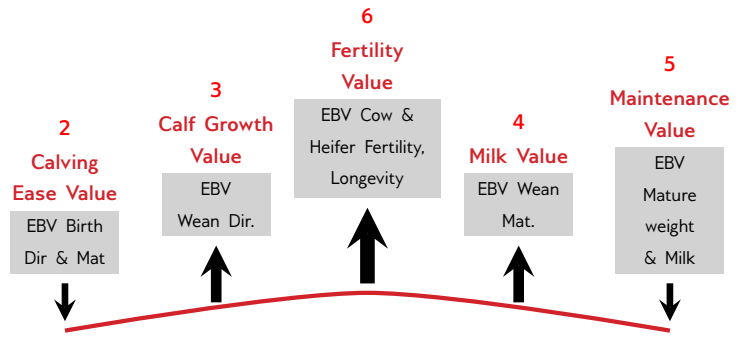 2
Calving
Ease Value
EBV Birth
Dir & Mat
3
Calf Growth
Value
EBV
Wean Dir.
6
Fertility
Value
EBV Cow &
Heifer Fertility,
Longevity
4
Milk Value
EBV Wean
Mat.
5
Maintenance
Value
EBV
Mature
weight
& Milk